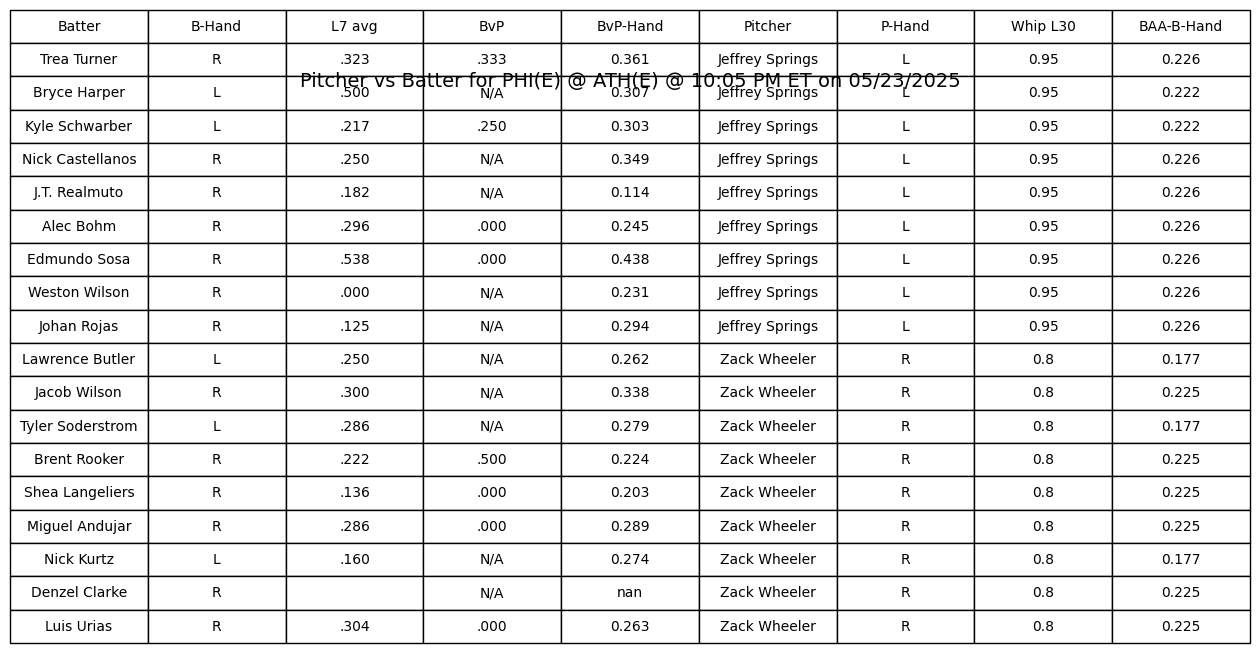 Batter B-Hand L7 avg BvP BvP-Hand Pitcher P-Hand Whip L30 BAA-B-Hand
Trea Turner R .323 .333 0.361 Jeffrey Springs L 0.95 0.226
Pitcher vs Batter for PHI(E) @ ATH(E) @ 10:05 PM ET on 05/23/2025
Bryce Harper L .500 N/A 0.307 Jeffrey Springs L 0.95 0.222
Kyle Schwarber L .217 .250 0.303 Jeffrey Springs L 0.95 0.222
Nick Castellanos R .250 N/A 0.349 Jeffrey Springs L 0.95 0.226
J.T. Realmuto R .182 N/A 0.114 Jeffrey Springs L 0.95 0.226
Alec Bohm R .296 .000 0.245 Jeffrey Springs L 0.95 0.226
Edmundo Sosa R .538 .000 0.438 Jeffrey Springs L 0.95 0.226
Weston Wilson R .000 N/A 0.231 Jeffrey Springs L 0.95 0.226
Johan Rojas R .125 N/A 0.294 Jeffrey Springs L 0.95 0.226
Lawrence Butler L .250 N/A 0.262 Zack Wheeler R 0.8 0.177
Jacob Wilson R .300 N/A 0.338 Zack Wheeler R 0.8 0.225
Tyler Soderstrom L .286 N/A 0.279 Zack Wheeler R 0.8 0.177
Brent Rooker R .222 .500 0.224 Zack Wheeler R 0.8 0.225
Shea Langeliers R .136 .000 0.203 Zack Wheeler R 0.8 0.225
Miguel Andujar R .286 .000 0.289 Zack Wheeler R 0.8 0.225
Nick Kurtz L .160 N/A 0.274 Zack Wheeler R 0.8 0.177
Denzel Clarke R N/A nan Zack Wheeler R 0.8 0.225
Luis Urias R .304 .000 0.263 Zack Wheeler R 0.8 0.225